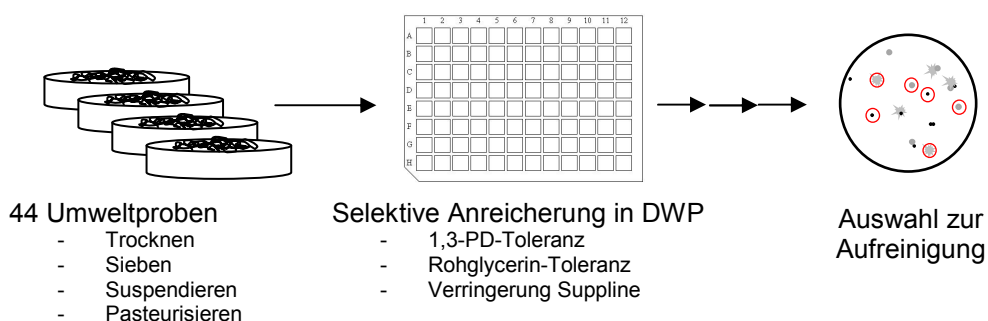 1 2 3 4 5 6 7 8 9 10 11 12
A
B
C
D
E
F
G
H
44 Umweltproben
- Trocknen
- Sieben
- Suspendieren
- Pasteurisieren
Selektive Anreicherung in DWP
- 1,3-PD-Toleranz
- Rohglycerin-Toleranz
- Verringerung Suppline
Auswahl zur
Aufreinigung